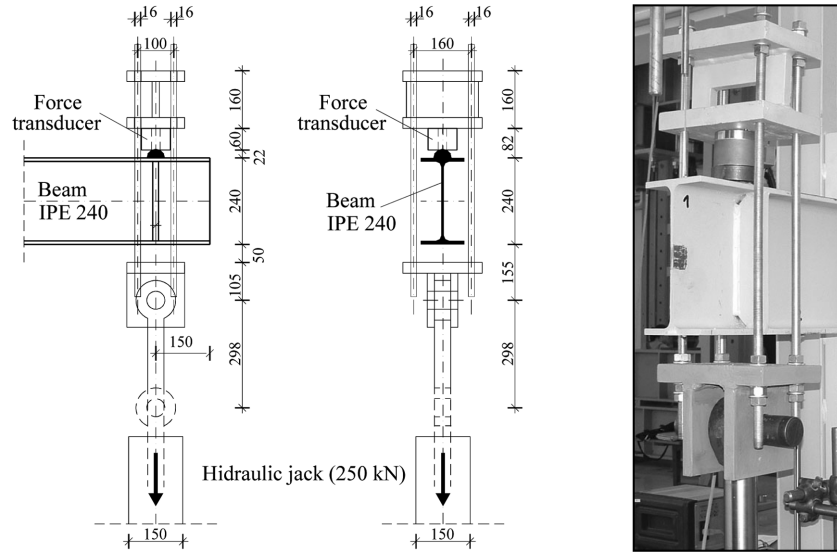 16 16
100
160
60
22
240
50
105
298
150
Force
transducer
Beam
IPE 240
150
16 16
160
160
82
240
155
298
Force
transducer
Beam
IPE 240
Hidraulic jack (250 kN)
150
1